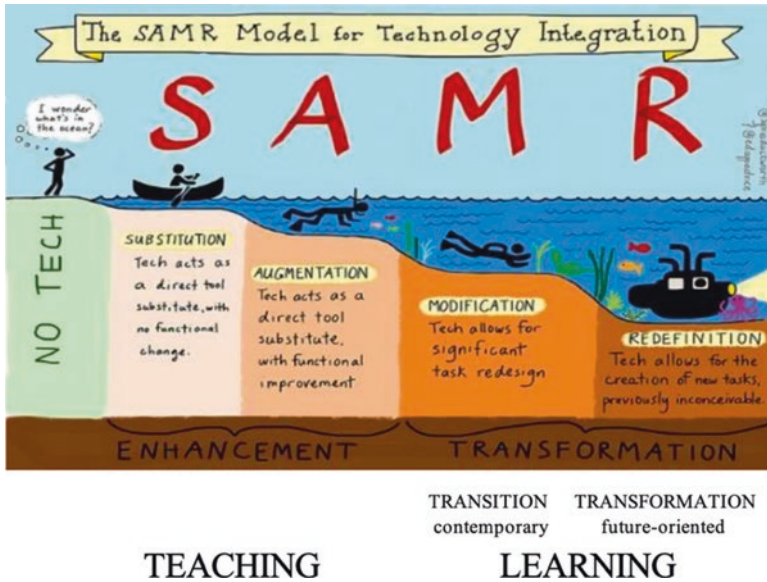 The SAMR Model for Technology Integration
S A M R
I wonder
what's in
the ocean?
NO TECH
SUBSTITUTION
Tech acts as
a direct tool
substitute, with
no functional
change.
AUGMENTATION
Tech acts as a
direct tool
substitute,
with functional
improvement
MODIFICATION
Tech allows for
significant
task redesign
REDEFINITION
Tech allows for the
creation of new tasks,
previously inconceivable.
ENHANCEMENT
TRANSFORMATION
TRANSITION
contemporary
TRANSFORMATION
future-oriented
TEACHING
LEARNING